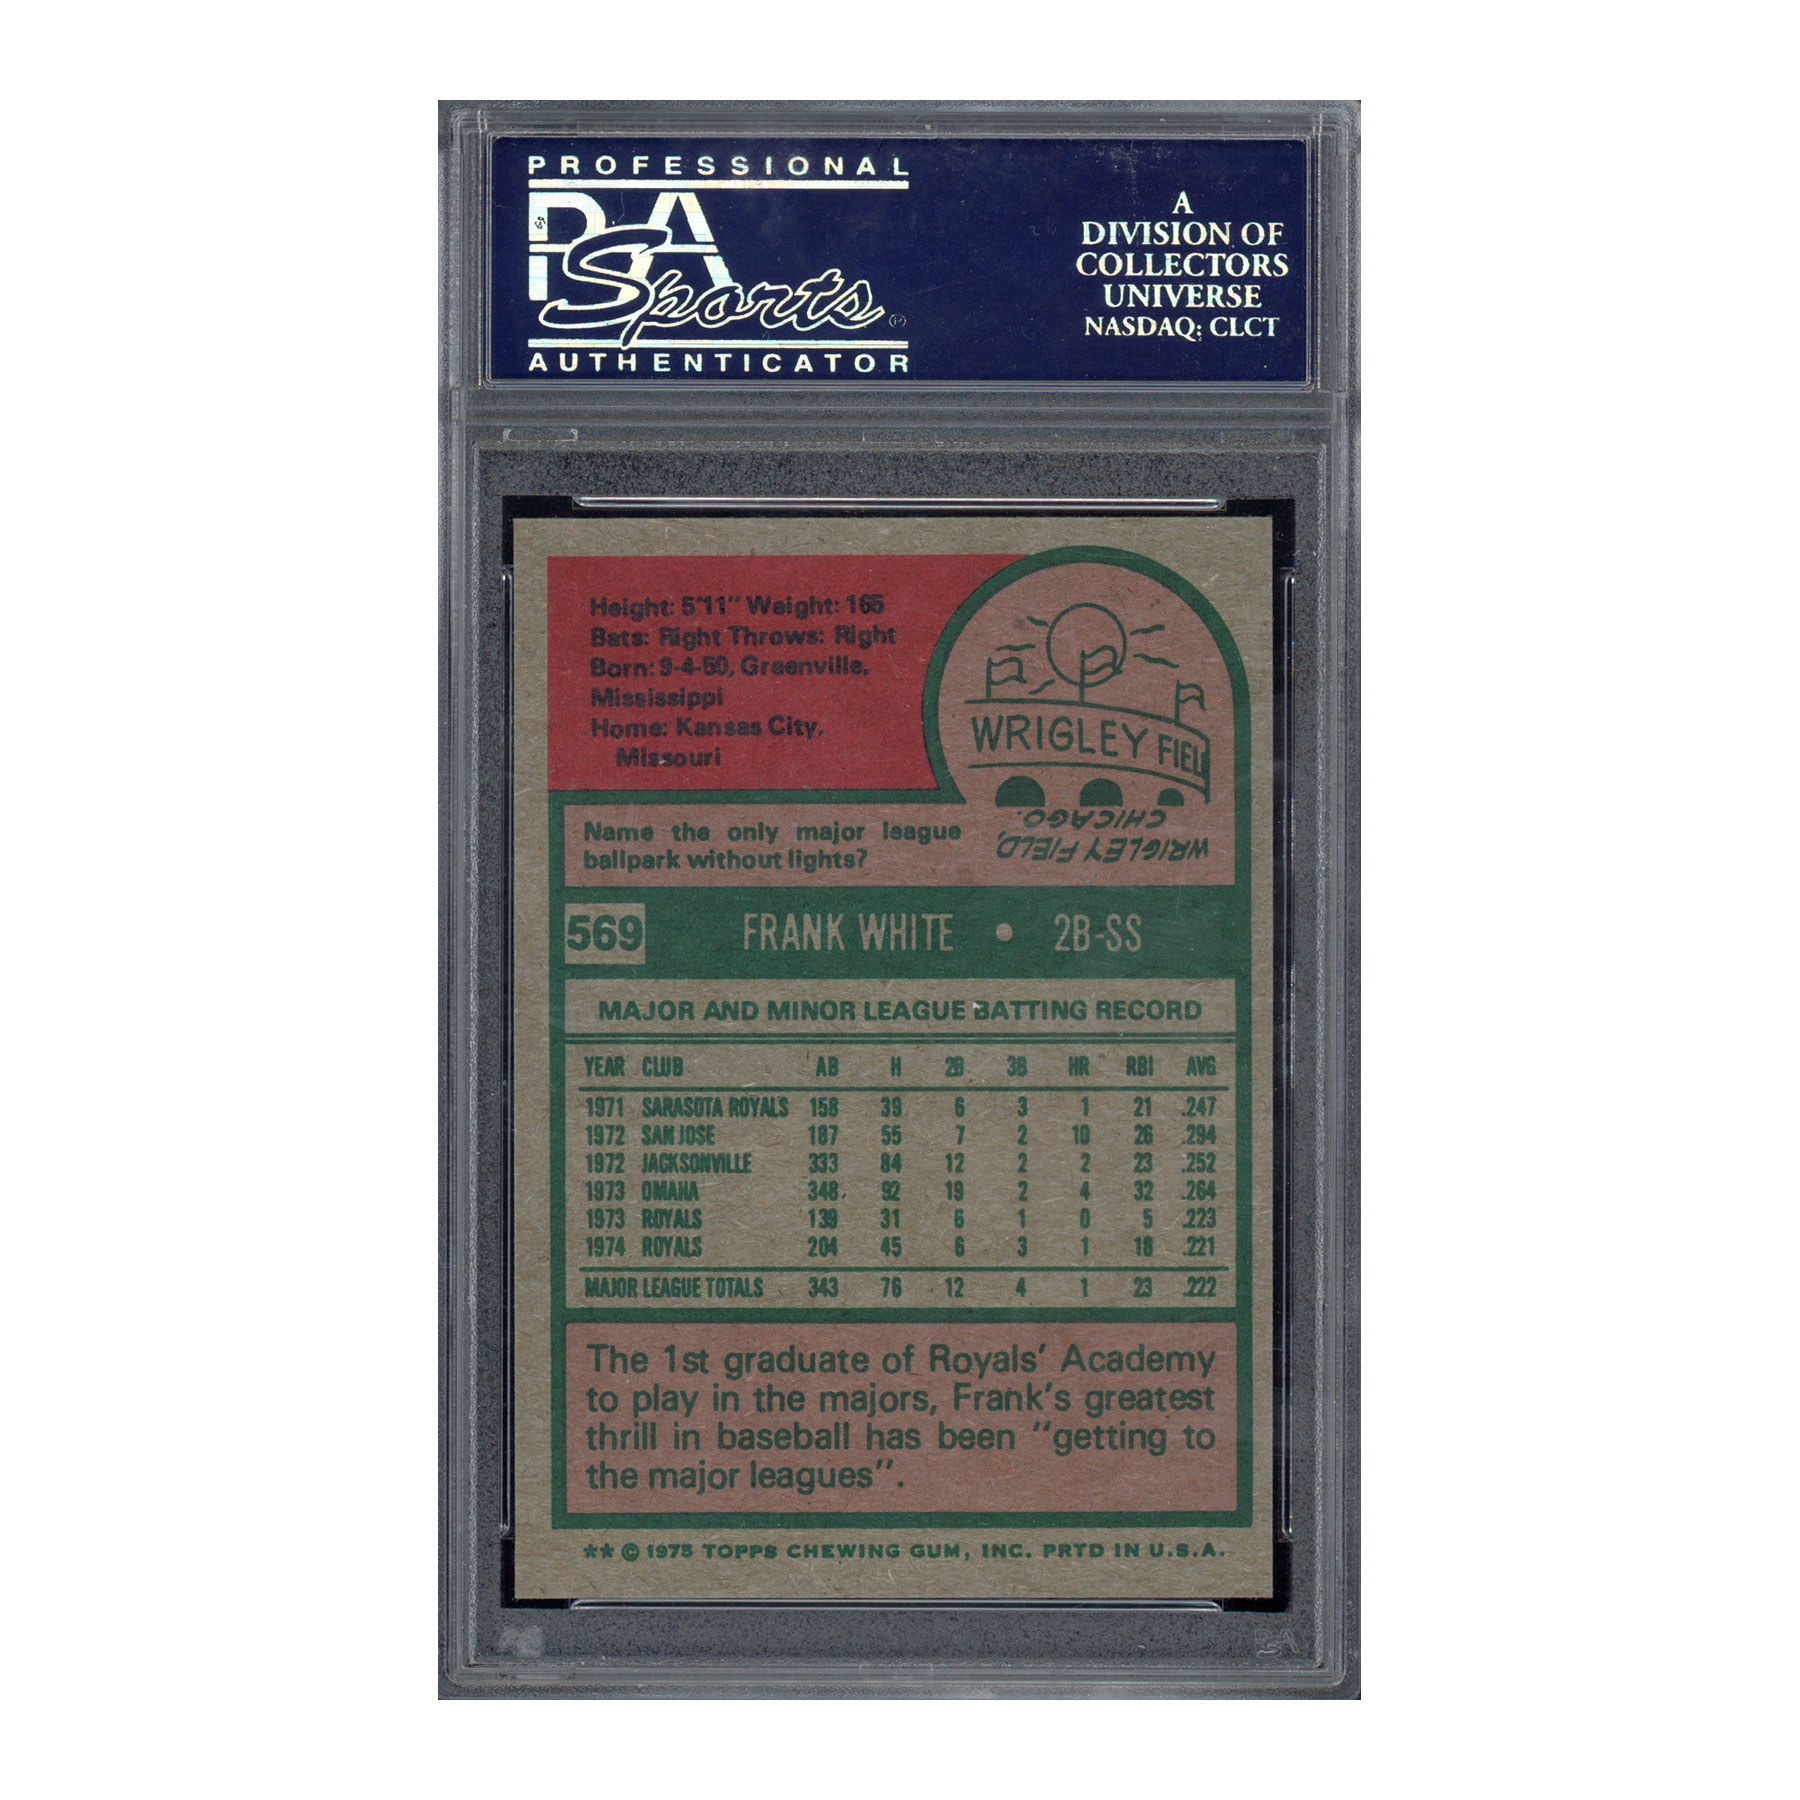 PROFESSIONAL
PSA
Sports
AUTHENTICATOR
A
DIVISION OF
COLLECTORS
UNIVERSE
NASDAQ: CLCT
Height: 5'11" Weight: 165
Bats: Right Throws: Right
Born: 9-4-50, Greenville,
Mississippi
Home: Kansas City,
Missouri
WRIGLEY FIEL
WRIGLEY FIELD,
CHICAGO.
Name the only major league
ballpark without lights?
569 FRANK WHITE • 2B-SS
MAJOR AND MINOR LEAGUE BATTING RECORD
YEAR CLUB AB H 2B 3B HR RBI AVG
1971 SARASOTA ROYALS 158 39 6 3 1 21 .247
1972 SAN JOSE 187 55 7 2 10 26 .294
1972 JACKSONVILLE 333 84 12 2 2 23 .252
1973 OMAHA 348 92 19 2 4 32 .264
1973 ROYALS 139 31 6 1 0 5 .223
1974 ROYALS 204 45 6 3 1 18 .221
MAJOR LEAGUE TOTALS 343 76 12 4 1 23 .222
The 1st graduate of Royals' Academy
to play in the majors, Frank's greatest
thrill in baseball has been "getting to
the major leagues".
** © 1975 TOPPS CHEWING GUM, INC. PRTD IN U.S.A.
PSA